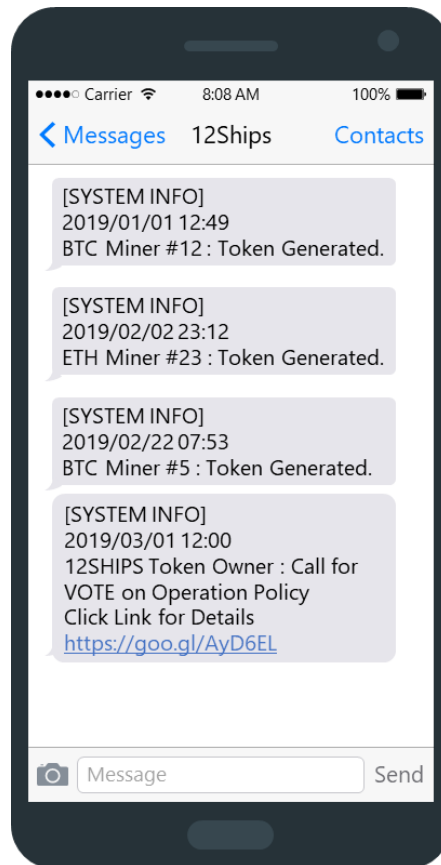 Carrier 8:08 AM 100%
Messages 12Ships Contacts
[SYSTEM INFO]
2019/01/01 12:49
BTC Miner #12 : Token Generated.
[SYSTEM INFO]
2019/02/02 23:12
ETH Miner #23 : Token Generated.
[SYSTEM INFO]
2019/02/22 07:53
BTC Miner #5 : Token Generated.
[SYSTEM INFO]
2019/03/01 12:00
12SHIPS Token Owner : Call for
VOTE on Operation Policy
Click Link for Details
https://goo.gl/AyD6EL
Message Send